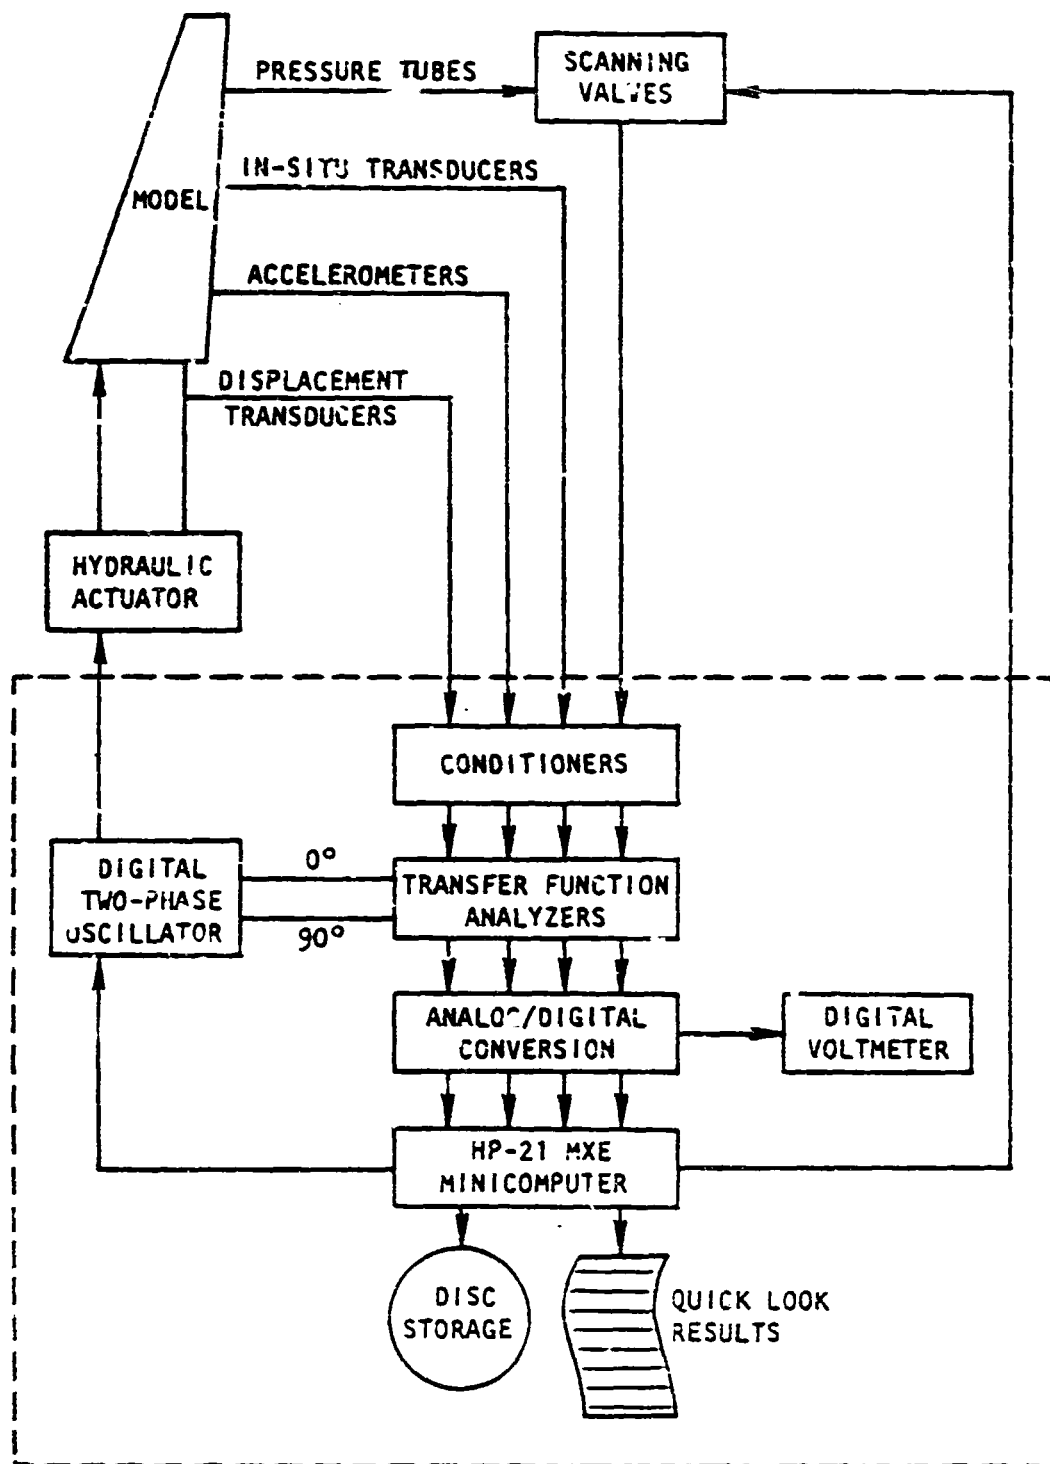 PRESSURE TUBES
SCANNING
VALVES
IN-SITU TRANSDUCERS
MODEL
ACCELEROMETERS
DISPLACEMENT
TRANSDUCERS
HYDRAULIC
ACTUATOR
CONDITIONERS
DIGITAL
TWO-PHASE
OSCILLATOR
0°
90°
TRANSFER FUNCTION
ANALYZERS
ANALOG/DIGITAL
CONVERSION
DIGITAL
VOLTMETER
HP-21 MXE
MINICOMPUTER
DISC
STORAGE
QUICK LOOK
RESULTS